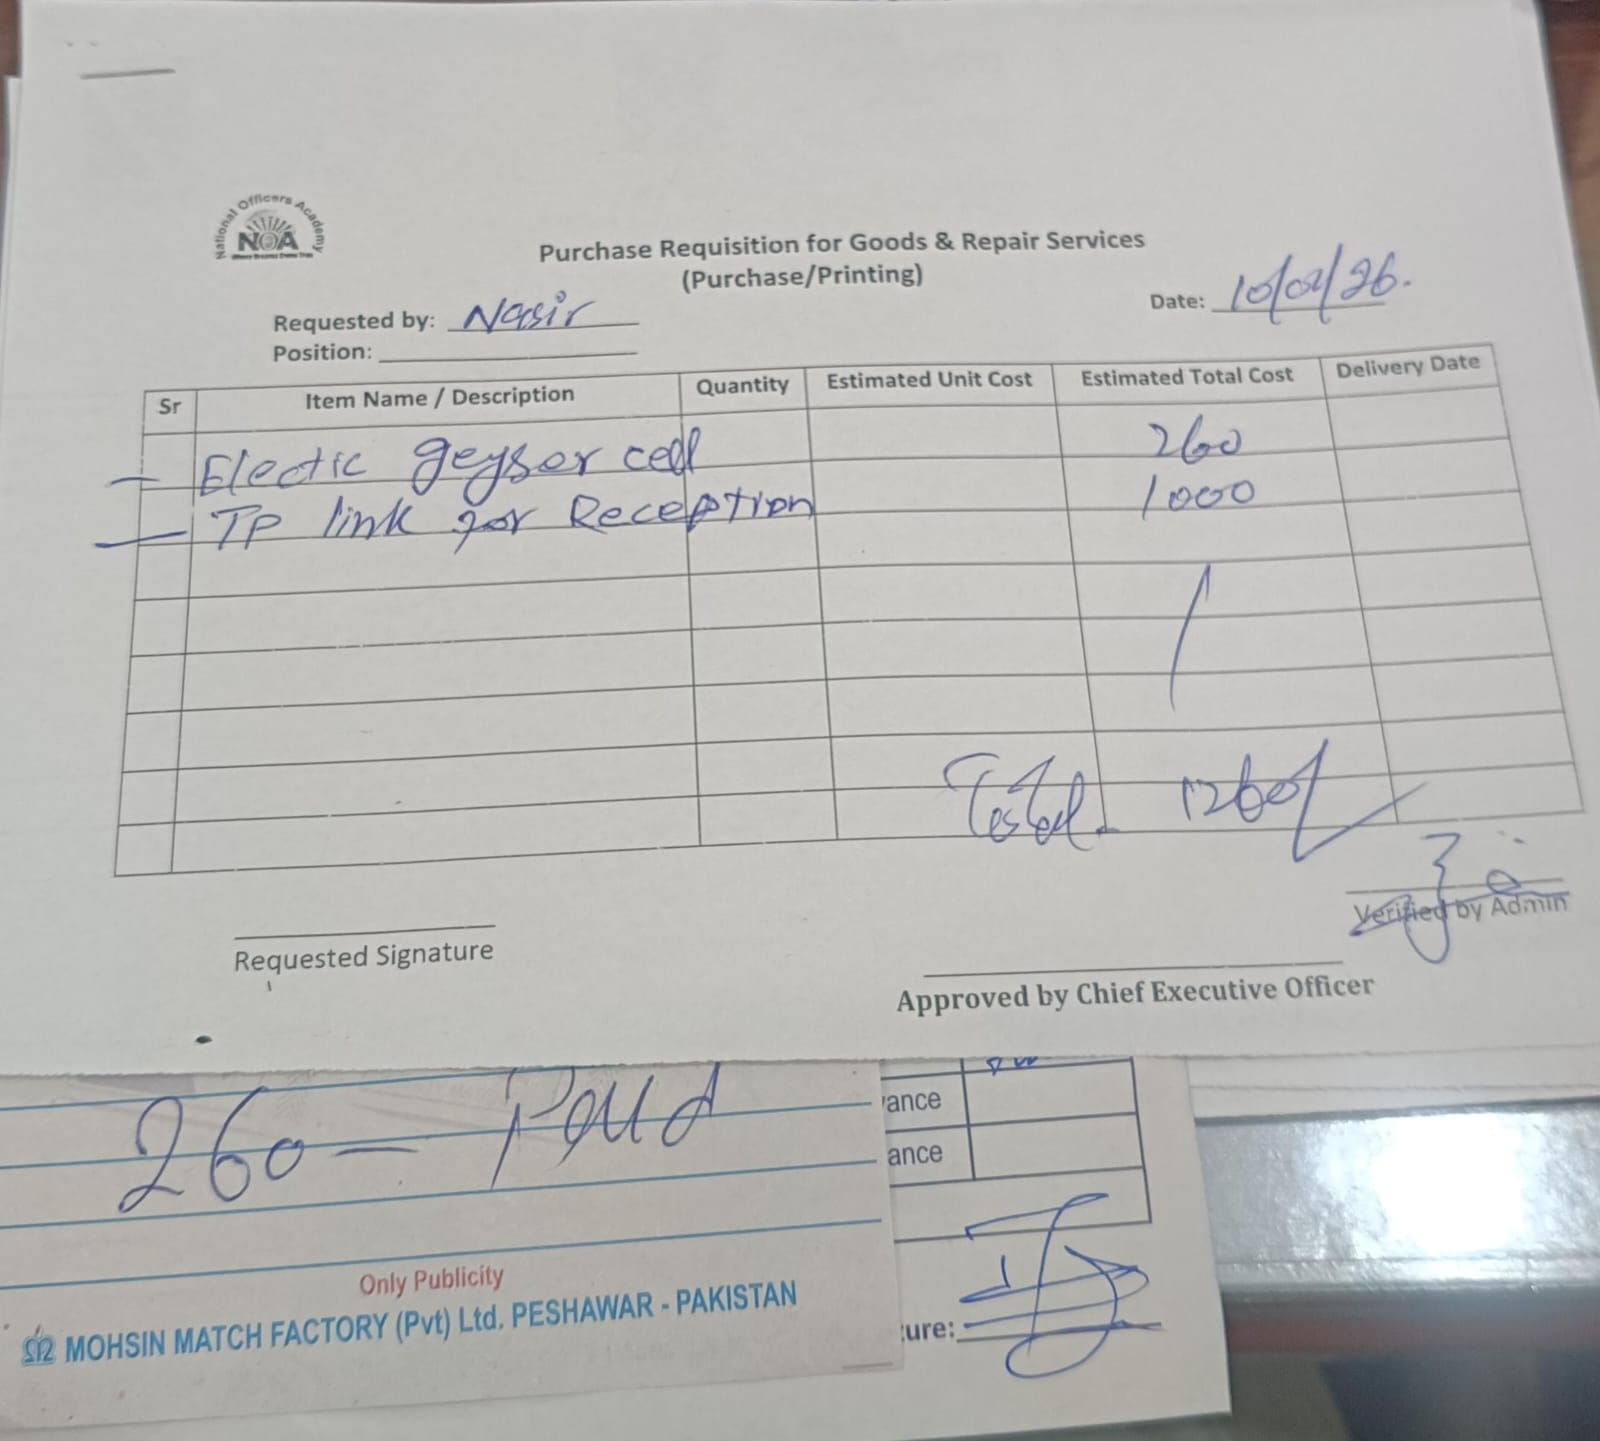 National Officers Academy
NOA
Purchase Requisition for Goods & Repair Services
(Purchase/Printing)
Requested by: Nasir
Date: 10/02/26.
Position:
Sr Item Name / Description Quantity Estimated Unit Cost Estimated Total Cost Delivery Date
— Electic geyser cell 260
— TP link for Reception 1000
Total 1260/
Verified by Admin
Requested Signature
Approved by Chief Executive Officer
260 — Paid
ance
ance
Only Publicity
MOHSIN MATCH FACTORY (Pvt) Ltd. PESHAWAR - PAKISTAN
ure: